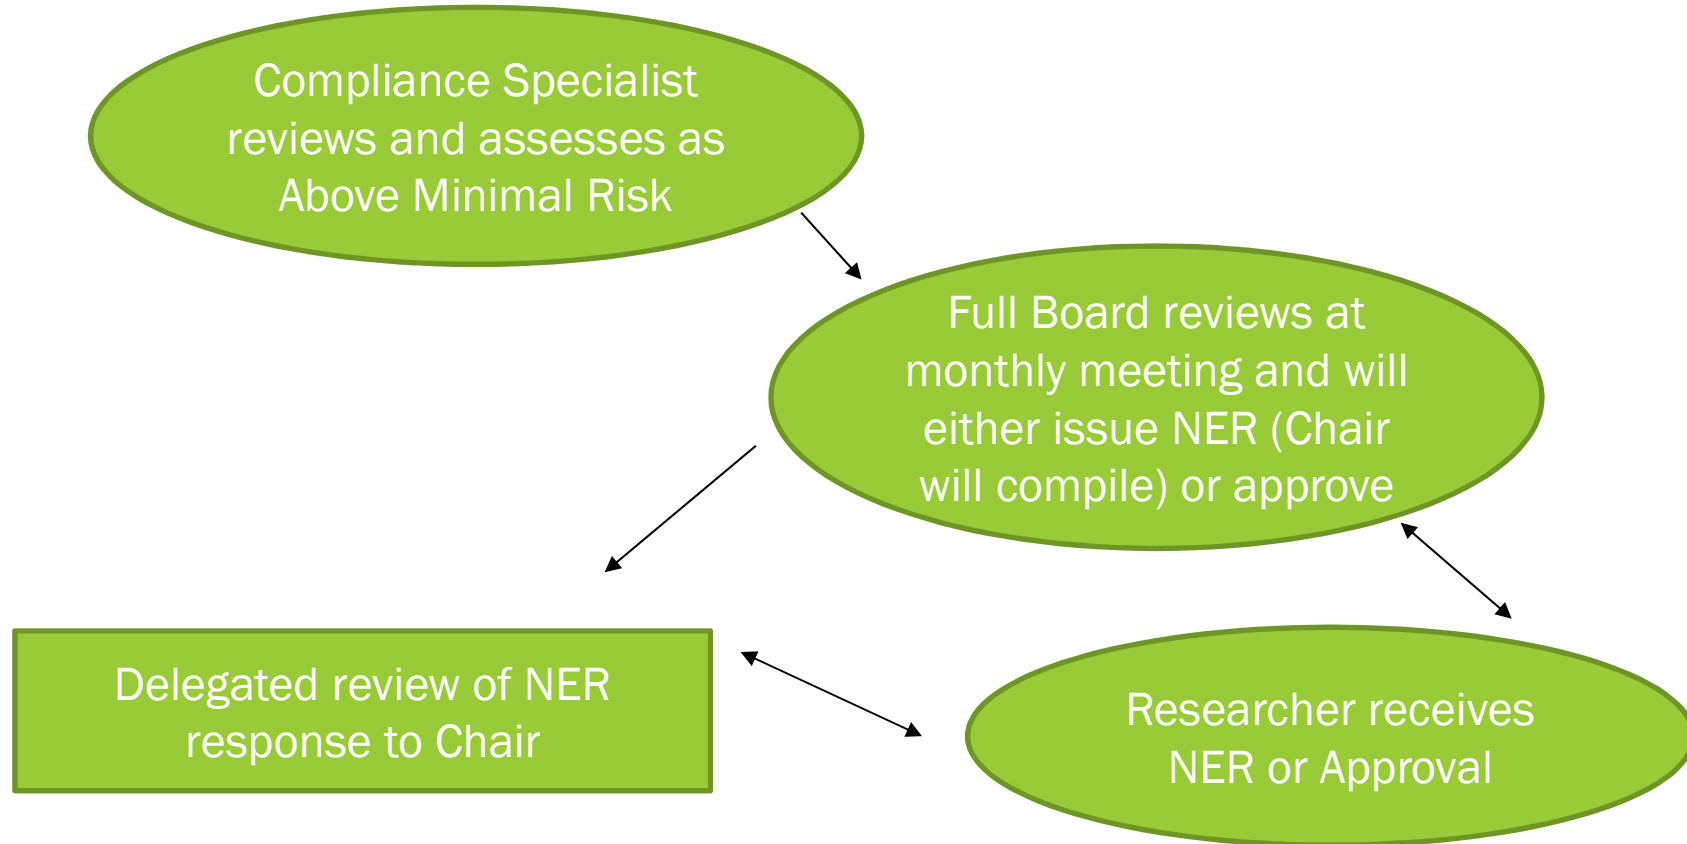 Compliance Specialist
reviews and assesses as
Above Minimal Risk
Full Board reviews at
monthly meeting and will
either issue NER (Chair
will compile) or approve
Delegated review of NER
response to Chair
Researcher receives
NER or Approval